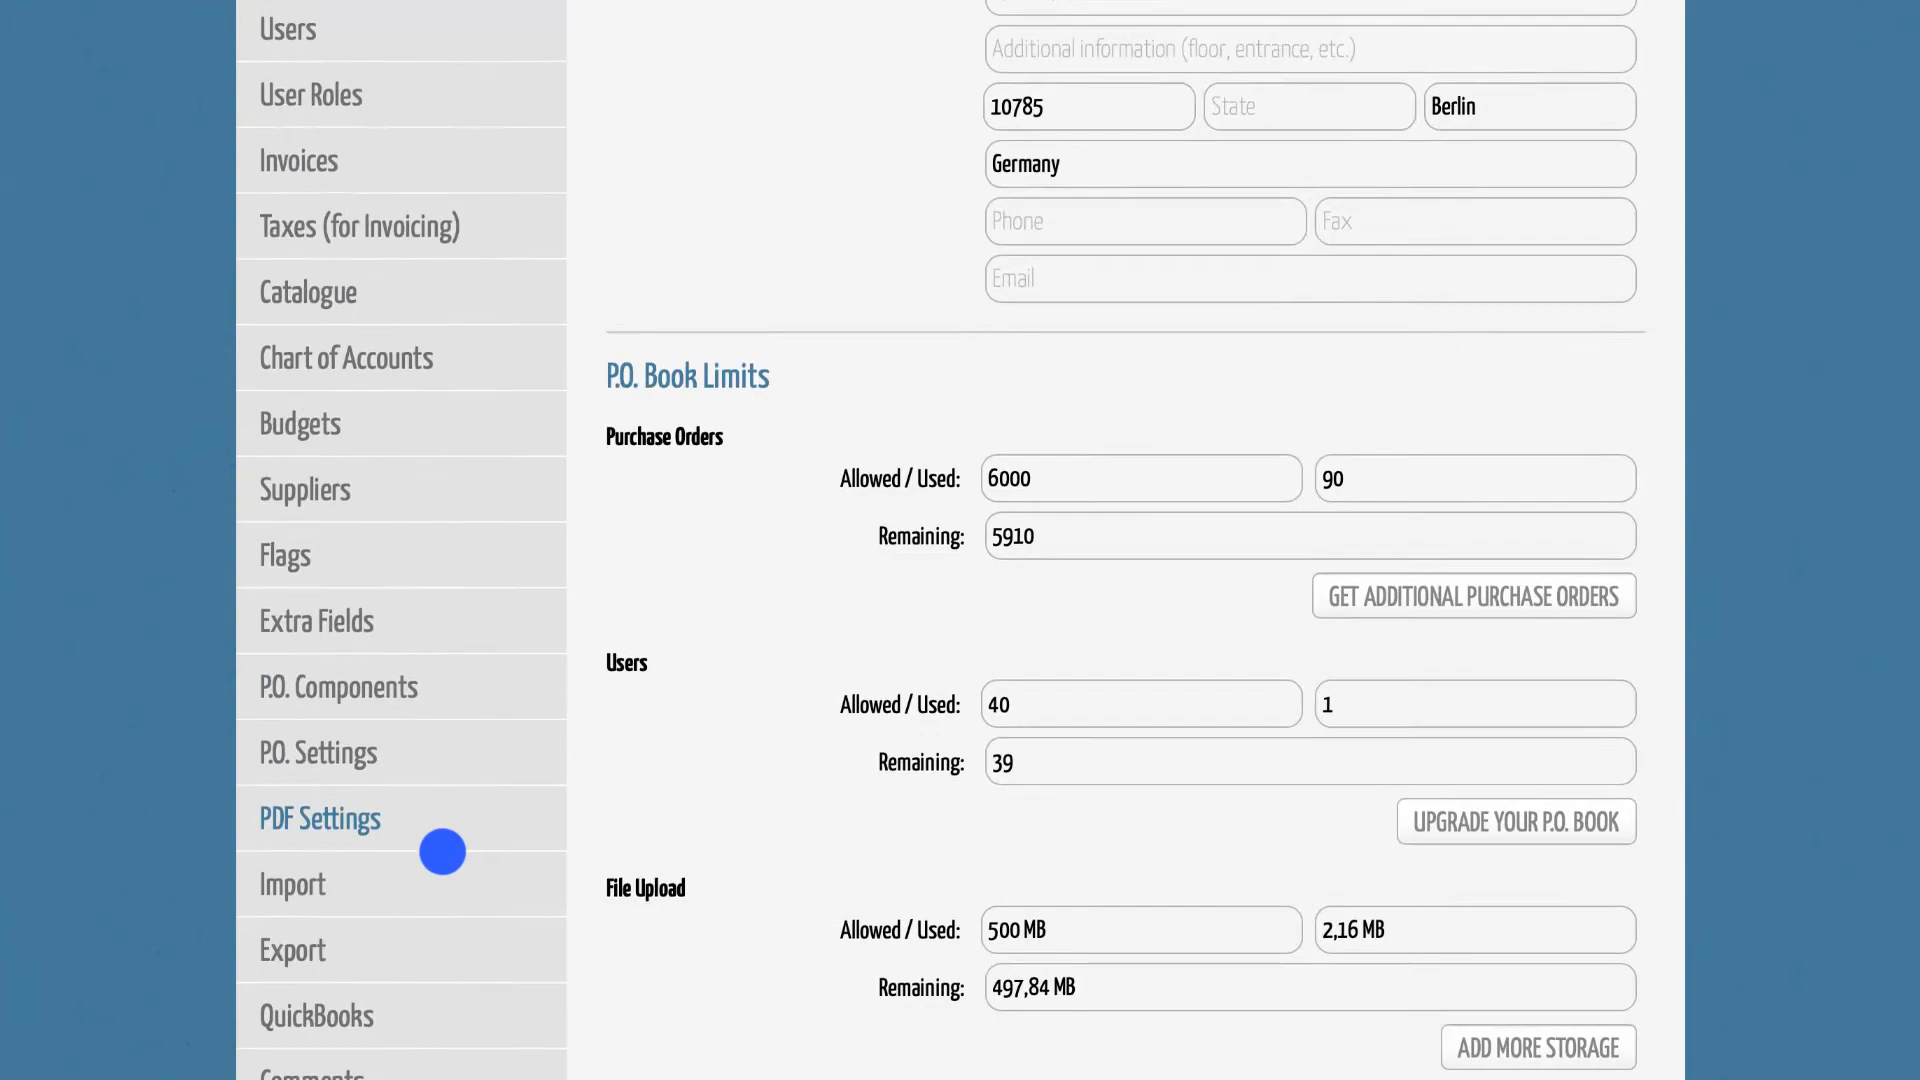 Users
User Roles
Invoices
Taxes (for Invoicing)
Catalogue
Chart of Accounts
Budgets
Suppliers
Flags
Extra Fields
P.O. Components
P.O. Settings
PDF Settings
Import
Export
QuickBooks
Comments
Additional information (floor, entrance, etc.)
10785 State Berlin
Germany
Phone Fax
Email
P.O. Book Limits
Purchase Orders
Allowed / Used: 6000 90
Remaining: 5910
GET ADDITIONAL PURCHASE ORDERS
Users
Allowed / Used: 40 1
Remaining: 39
UPGRADE YOUR P.O. BOOK
File Upload
Allowed / Used: 500 MB 2,16 MB
Remaining: 497,84 MB
ADD MORE STORAGE